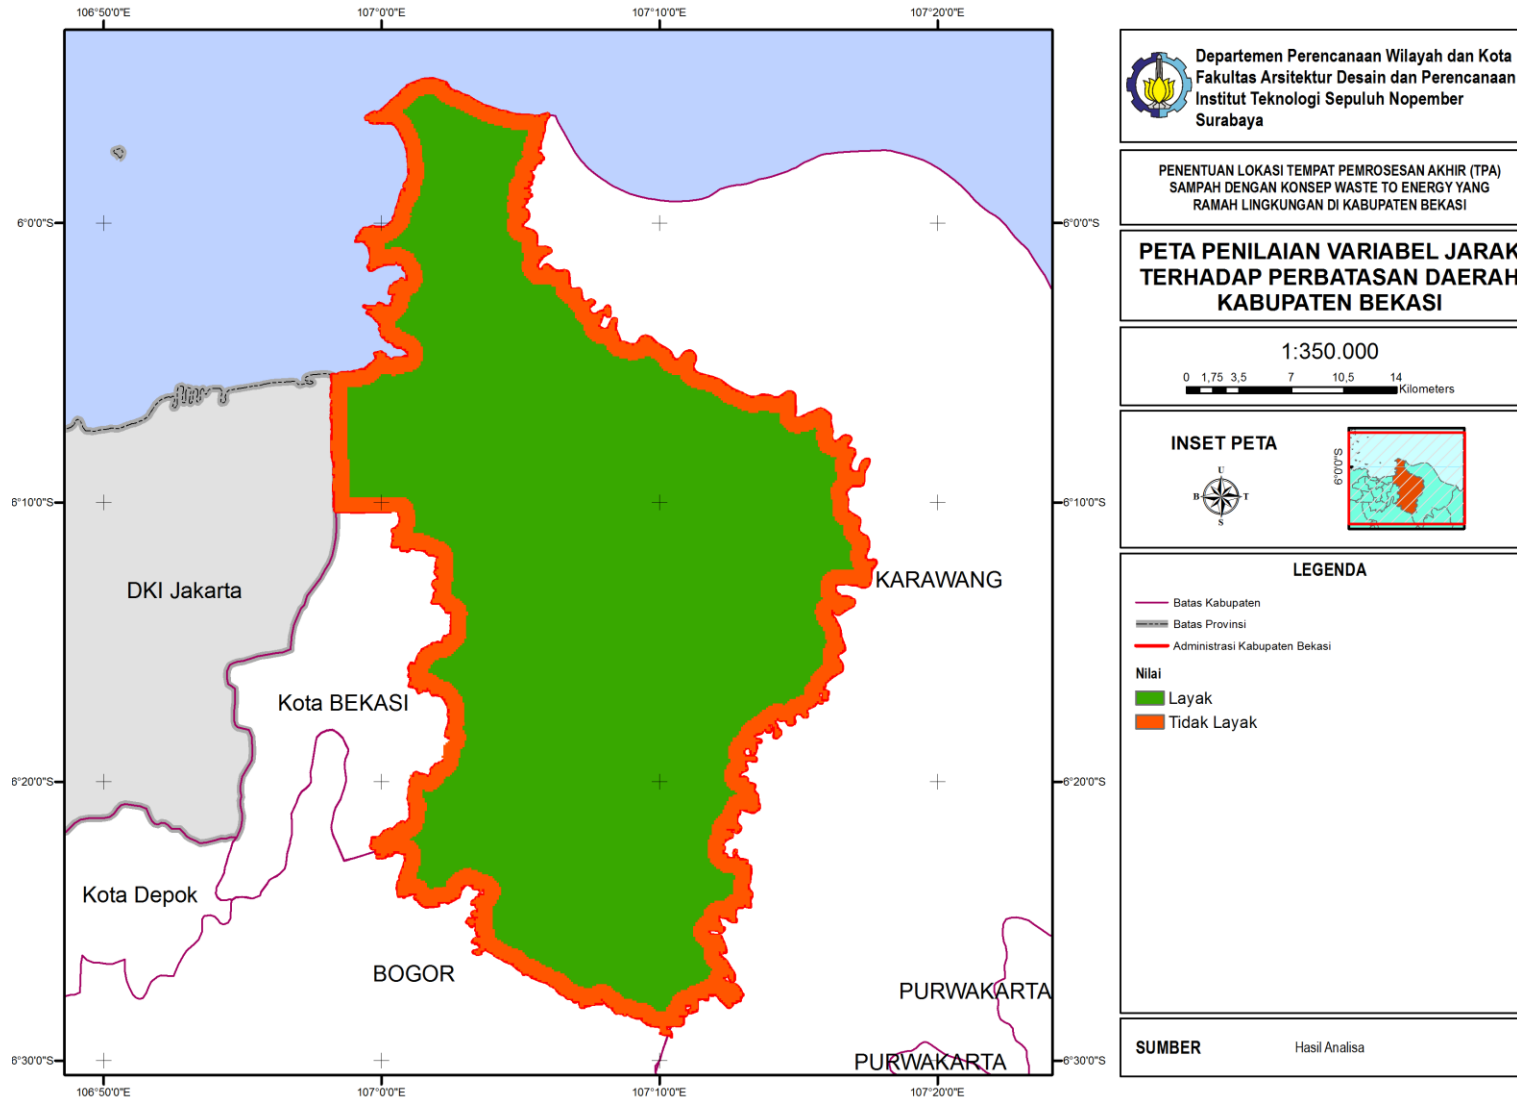 106°50'0"E
107°0'0"E
107°10'0"E
107°20'0"E
6°0'0"S
6°0'0"S
6°10'0"S
6°10'0"S
6°20'0"S
6°20'0"S
6°30'0"S
6°30'0"S
DKI Jakarta
KARAWANG
Kota BEKASI
Kota Depok
BOGOR
PURWAKARTA
PURWAKARTA
106°50'0"E
107°0'0"E
107°10'0"E
107°20'0"E
Departemen Perencanaan Wilayah dan Kota
Fakultas Arsitektur Desain dan Perencanaan
Institut Teknologi Sepuluh Nopember
Surabaya
PENENTUAN LOKASI TEMPAT PEMROSESAN AKHIR (TPA)
SAMPAH DENGAN KONSEP WASTE TO ENERGY YANG
RAMAH LINGKUNGAN DI KABUPATEN BEKASI
PETA PENILAIAN VARIABEL JARAK
TERHADAP PERBATASAN DAERAH
KABUPATEN BEKASI
1:350.000
0 1,75 3,5 7 10,5 14
Kilometers
INSET PETA
U
B T
S
6°0'0"S
LEGENDA
Batas Kabupaten
Batas Provinsi
Administrasi Kabupaten Bekasi
Nilai
Layak
Tidak Layak
SUMBER Hasil Analisa